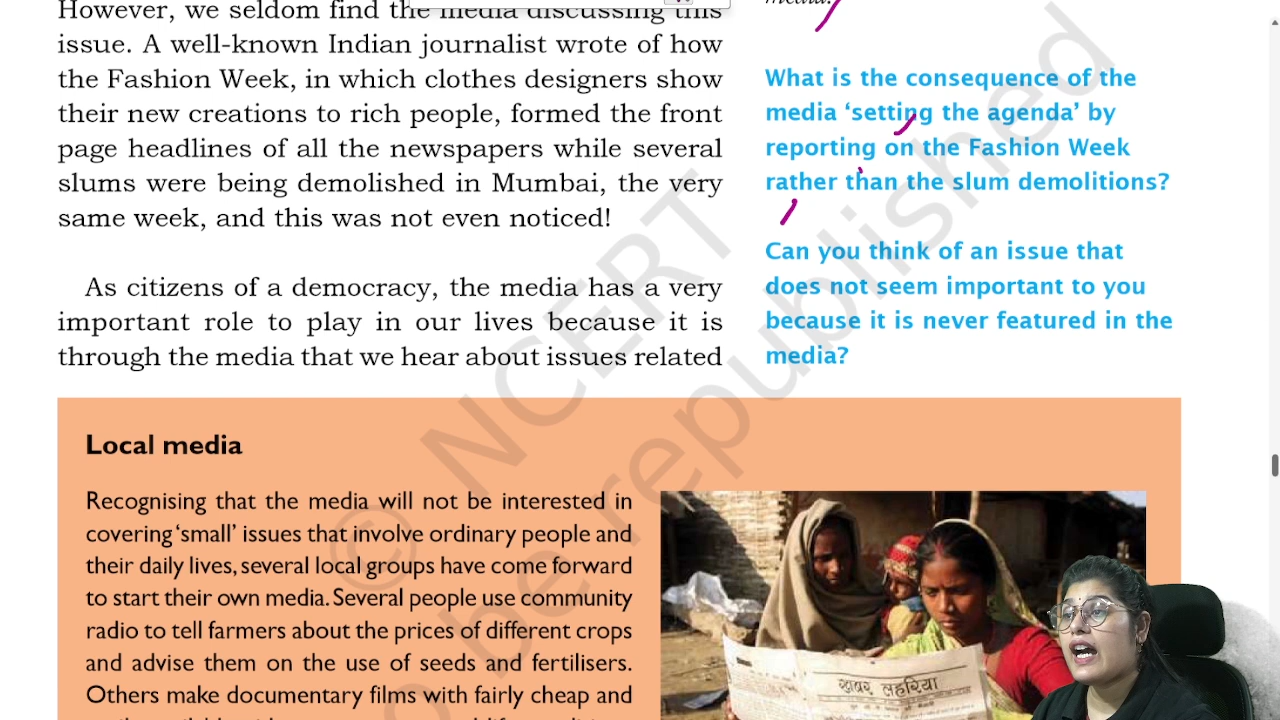 However, we seldom find the media discussing this
issue. A well-known Indian journalist wrote of how
the Fashion Week, in which clothes designers show
their new creations to rich people, formed the front
page headlines of all the newspapers while several
slums were being demolished in Mumbai, the very
same week, and this was not even noticed!
As citizens of a democracy, the media has a very
important role to play in our lives because it is
through the media that we hear about issues related
media?
What is the consequence of the
media ‘setting the agenda’ by
reporting on the Fashion Week
rather than the slum demolitions?
Can you think of an issue that
does not seem important to you
because it is never featured in the
media?
Local media
Recognising that the media will not be interested in
covering ‘small’ issues that involve ordinary people and
their daily lives, several local groups have come forward
to start their own media. Several people use community
radio to tell farmers about the prices of different crops
and advise them on the use of seeds and fertilisers.
Others make documentary films with fairly cheap and
खबर लहरिया
© NCERT
o be republished